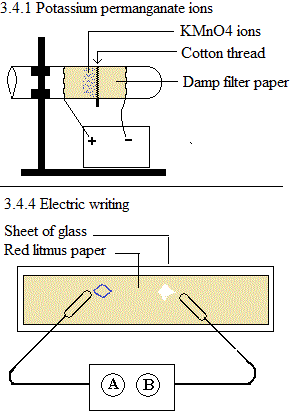 3.4.1 Potassium permanganate ions
KMnO4 ions
Cotton thread
Damp filter paper
+ −
3.4.4 Electric writing
Sheet of glass
Red litmus paper
A B